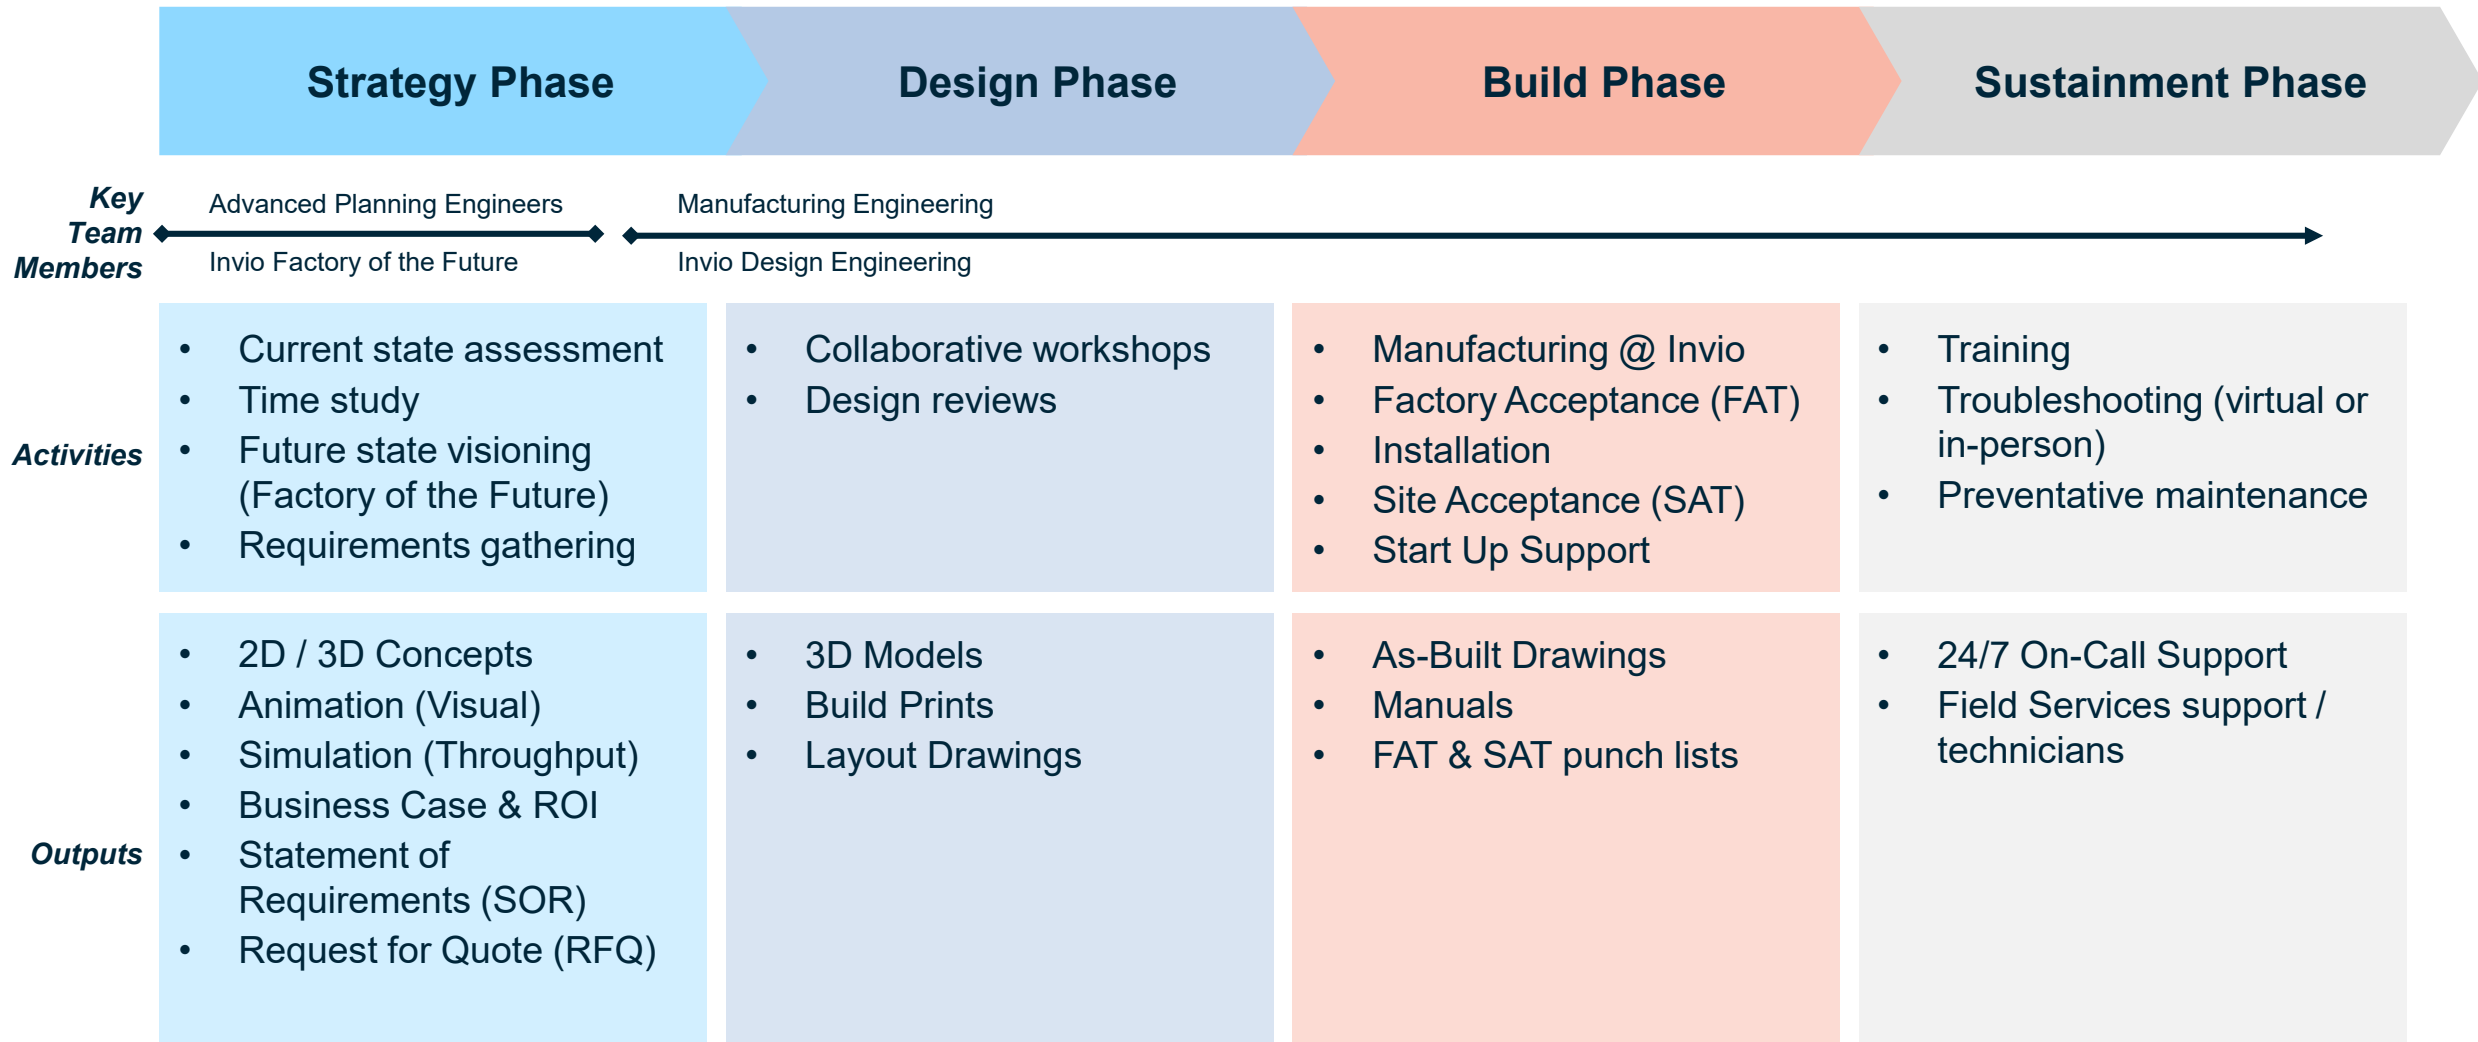 Strategy Phase
Design Phase
Build Phase
Sustainment Phase
Key
Team
Members
Advanced Planning Engineers
Invio Factory of the Future
Manufacturing Engineering
Invio Design Engineering
Activities
• Current state assessment
• Time study
• Future state visioning
(Factory of the Future)
• Requirements gathering
• Collaborative workshops
• Design reviews
• Manufacturing @ Invio
• Factory Acceptance (FAT)
• Installation
• Site Acceptance (SAT)
• Start Up Support
• Training
• Troubleshooting (virtual or
in-person)
• Preventative maintenance
Outputs
• 2D / 3D Concepts
• Animation (Visual)
• Simulation (Throughput)
• Business Case & ROI
• Statement of
Requirements (SOR)
• Request for Quote (RFQ)
• 3D Models
• Build Prints
• Layout Drawings
• As-Built Drawings
• Manuals
• FAT & SAT punch lists
• 24/7 On-Call Support
• Field Services support /
technicians